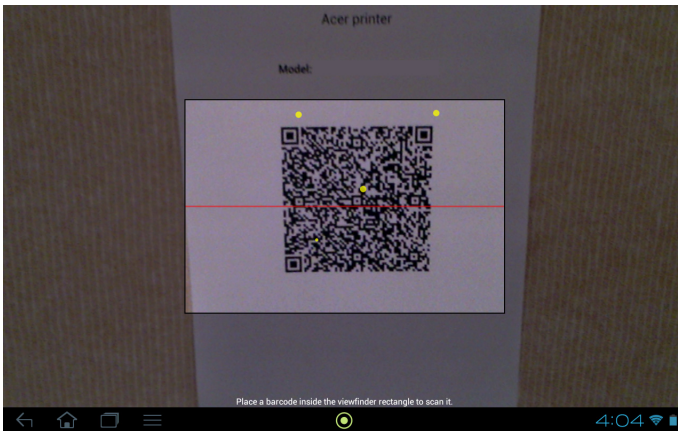 Acer printer
Model:
Place a barcode inside the viewfinder rectangle to scan it.
4:04